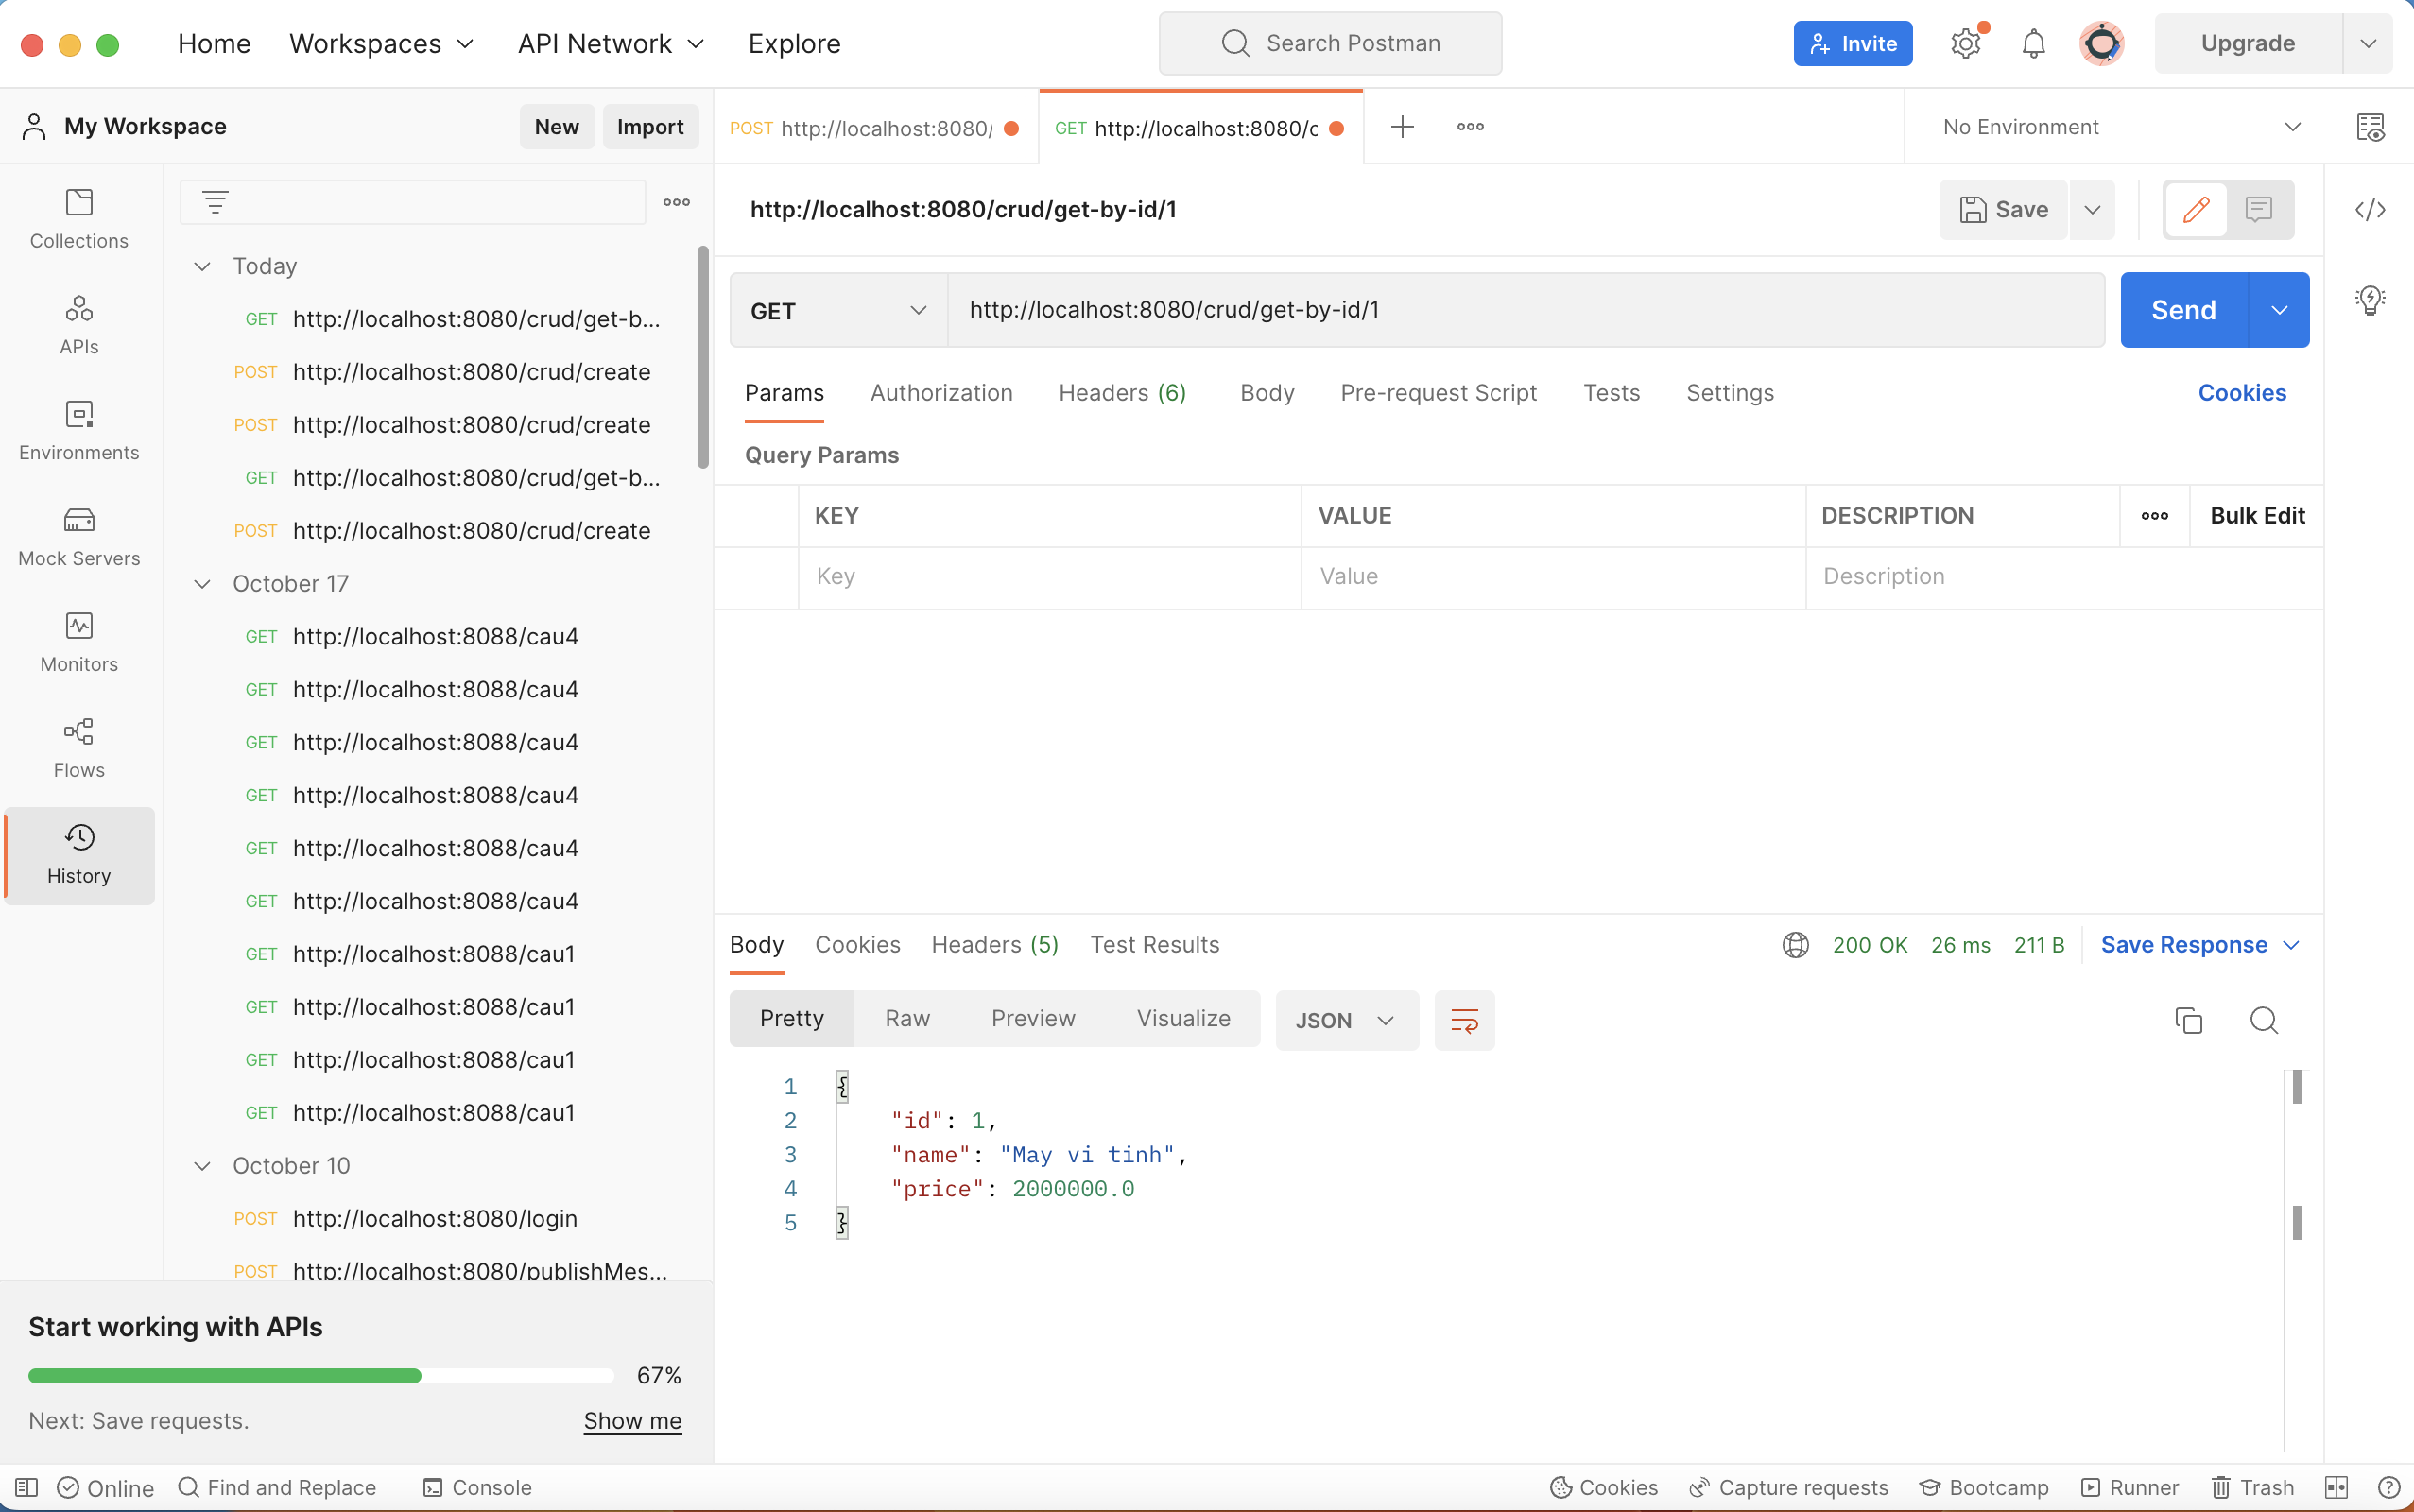 Home Workspaces API Network Explore Search Postman Invite Upgrade
My Workspace New Import
POST http://localhost:8080/ GET http://localhost:8080/c No Environment
Collections
APIs
Environments
Mock Servers
Monitors
Flows
History
Today
GET http://localhost:8080/crud/get-b...
POST http://localhost:8080/crud/create
POST http://localhost:8080/crud/create
GET http://localhost:8080/crud/get-b...
POST http://localhost:8080/crud/create
October 17
GET http://localhost:8088/cau4
GET http://localhost:8088/cau4
GET http://localhost:8088/cau4
GET http://localhost:8088/cau4
GET http://localhost:8088/cau4
GET http://localhost:8088/cau4
GET http://localhost:8088/cau1
GET http://localhost:8088/cau1
GET http://localhost:8088/cau1
GET http://localhost:8088/cau1
October 10
POST http://localhost:8080/login
POST http://localhost:8080/publishMes...
Start working with APIs
67%
Next: Save requests. Show me
http://localhost:8080/crud/get-by-id/1 Save
GET http://localhost:8080/crud/get-by-id/1 Send
Params Authorization Headers (6) Body Pre-request Script Tests Settings Cookies
Query Params
KEY VALUE DESCRIPTION Bulk Edit
Key Value Description
Body Cookies Headers (5) Test Results 200 OK 26 ms 211 B Save Response
Pretty Raw Preview Visualize JSON
1 {
2 "id": 1,
3 "name": "May vi tinh",
4 "price": 2000000.0
5 }
Online Find and Replace Console Cookies Capture requests Bootcamp Runner Trash